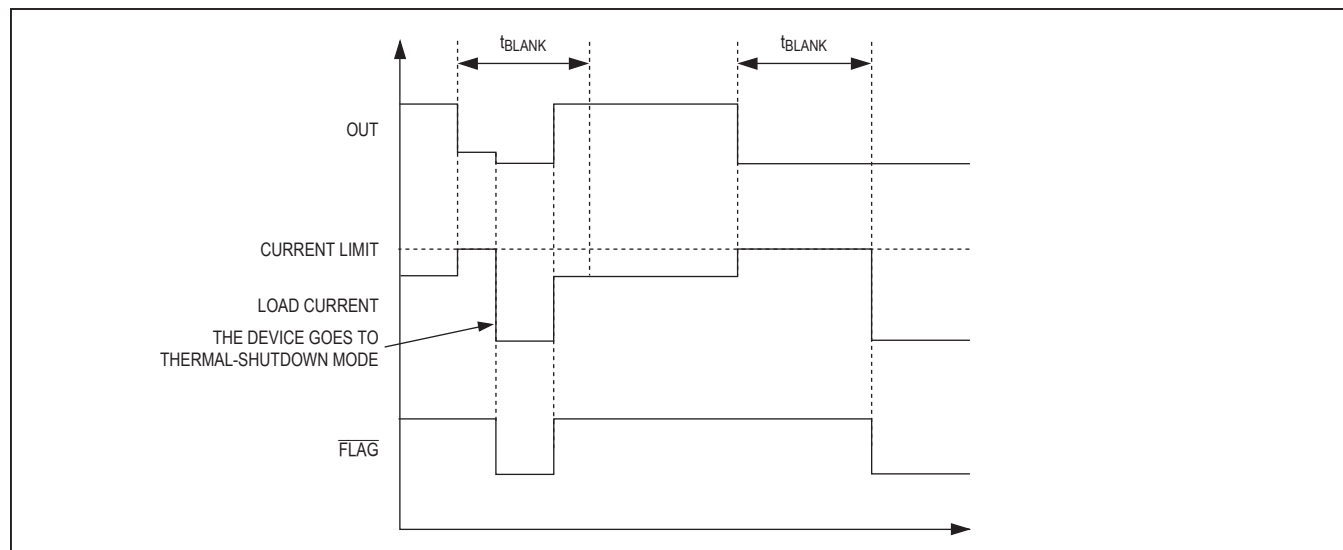 tBLANK
tBLANK
OUT
CURRENT LIMIT
LOAD CURRENT
THE DEVICE GOES TO
THERMAL-SHUTDOWN MODE
FLAG